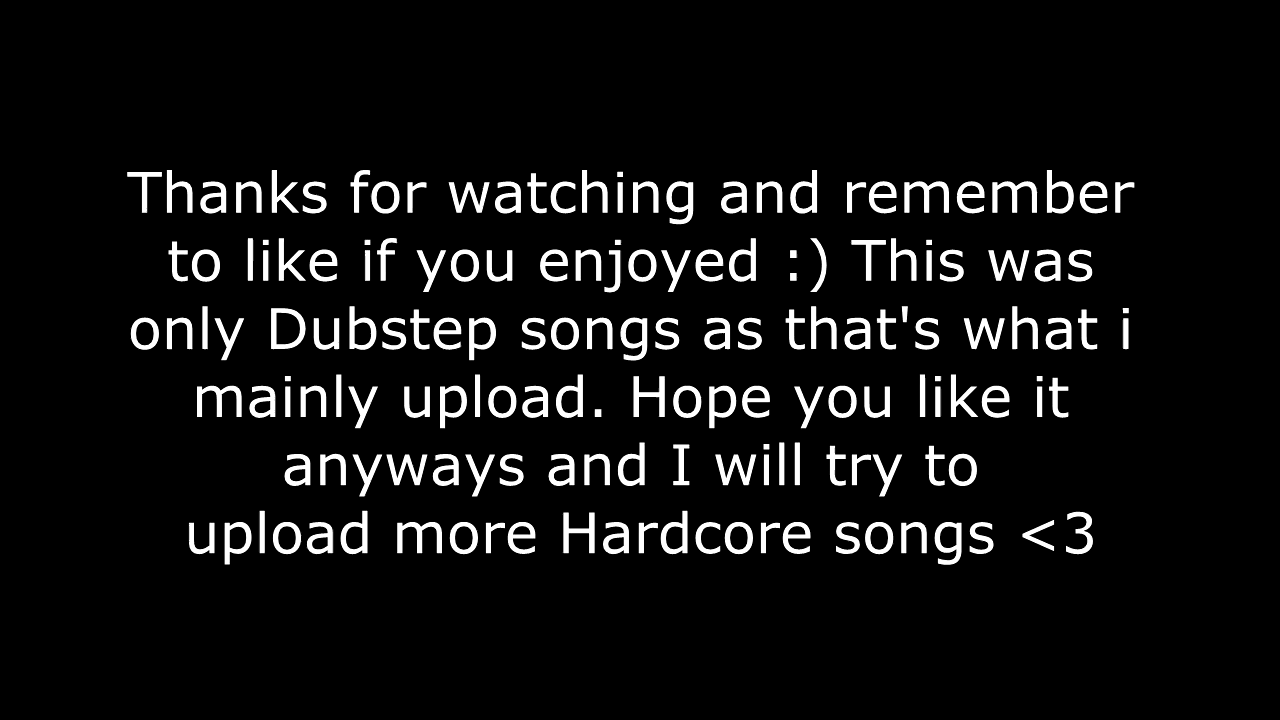 Thanks for watching and remember
to like if you enjoyed :) This was
only Dubstep songs as that's what i
mainly upload. Hope you like it
anyways and I will try to
upload more Hardcore songs <3